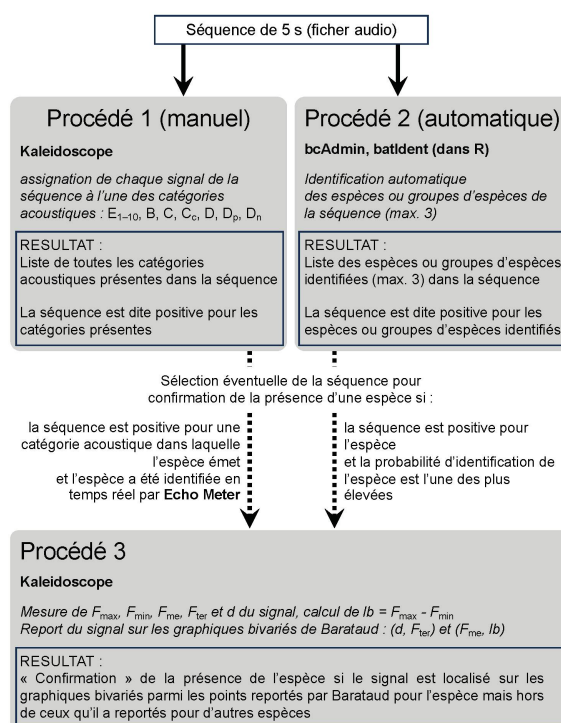 Séquence de 5 s (ficher audio)
Procédé 1 (manuel)
Kaleidoscope
assignation de chaque signal de la
séquence à l'une des catégories
acoustiques : E1–10, B, C, Cc, D, Dp, Dn
RESULTAT :
Liste de toutes les catégories
acoustiques présentes dans la séquence
La séquence est dite positive pour les
catégories présentes
Procédé 2 (automatique)
bcAdmin, batIdent (dans R)
Identification automatique
des espèces ou groupes d'espèces de
la séquence (max. 3)
RESULTAT :
Liste des espèces ou groupes d'espèces
identifiées (max. 3) dans la séquence
La séquence est dite positive pour les
espèces ou groupes d'espèces identifiés
Sélection éventuelle de la séquence pour
confirmation de la présence d'une espèce si :
la séquence est positive pour une
catégorie acoustique dans laquelle
l'espèce émet
et l'espèce a été identifiée en
temps réel par Echo Meter
la séquence est positive pour
l'espèce
et la probabilité d'identification de
l'espèce est l'une des plus
élevées
Procédé 3
Kaleidoscope
Mesure de Fmax, Fmin, Fme, Fter et d du signal, calcul de lb = Fmax - Fmin
Report du signal sur les graphiques bivariés de Barataud : (d, Fter) et (Fme, lb)
RESULTAT :
« Confirmation » de la présence de l'espèce si le signal est localisé sur les
graphiques bivariés parmi les points reportés par Barataud pour l'espèce mais hors
de ceux qu'il a reportés pour d'autres espèces